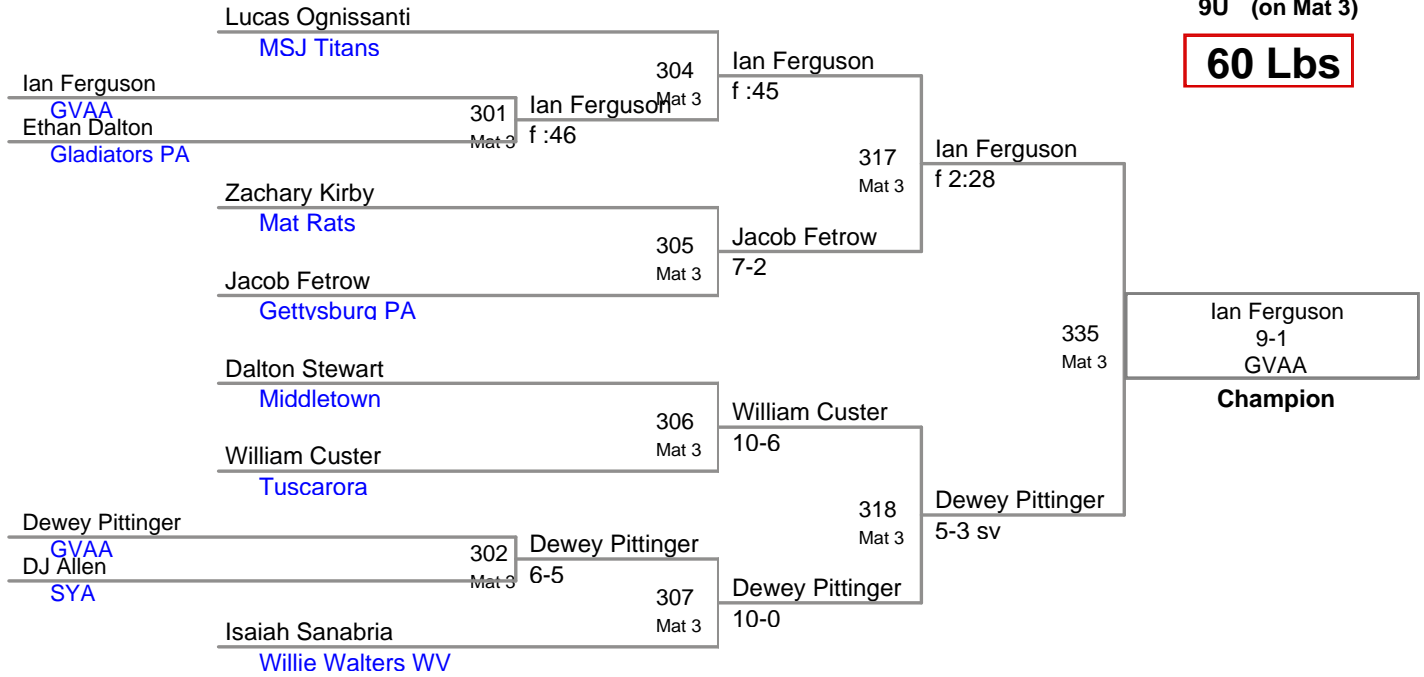 9U (on Mat 3)
60 Lbs
Lucas Ognissanti
MSJ Titans
Ian Ferguson
GVAA
Ethan Dalton
Gladiators PA
301
Mat 3
Ian Ferguson
f :46
304
Mat 3
Ian Ferguson
f :45
Zachary Kirby
Mat Rats
Jacob Fetrow
Gettysburg PA
305
Mat 3
Jacob Fetrow
7-2
317
Mat 3
Ian Ferguson
f 2:28
Dalton Stewart
Middletown
William Custer
Tuscarora
306
Mat 3
William Custer
10-6
Dewey Pittinger
GVAA
DJ Allen
SYA
302
Mat 3
Dewey Pittinger
6-5
Isaiah Sanabria
Willie Walters WV
307
Mat 3
Dewey Pittinger
10-0
318
Mat 3
Dewey Pittinger
5-3 sv
335
Mat 3
Ian Ferguson
9-1
GVAA
Champion